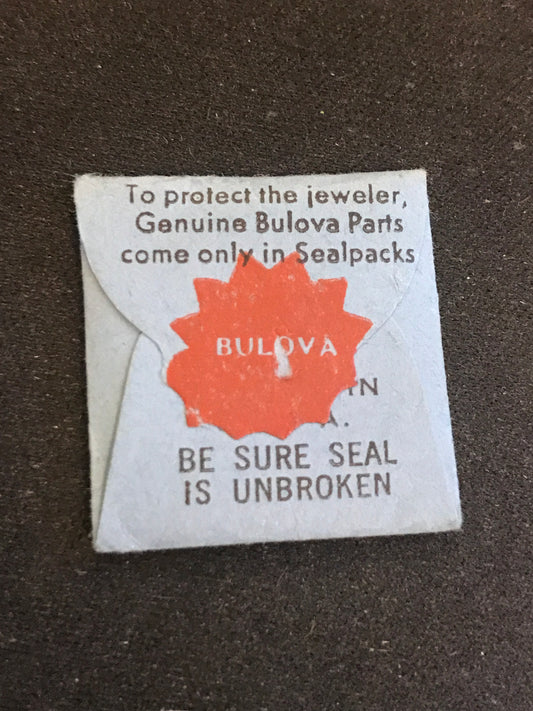 To protect the jeweler,
Genuine Bulova Parts
come only in Sealpacks
BULOVA
BE SURE SEAL
IS UNBROKEN